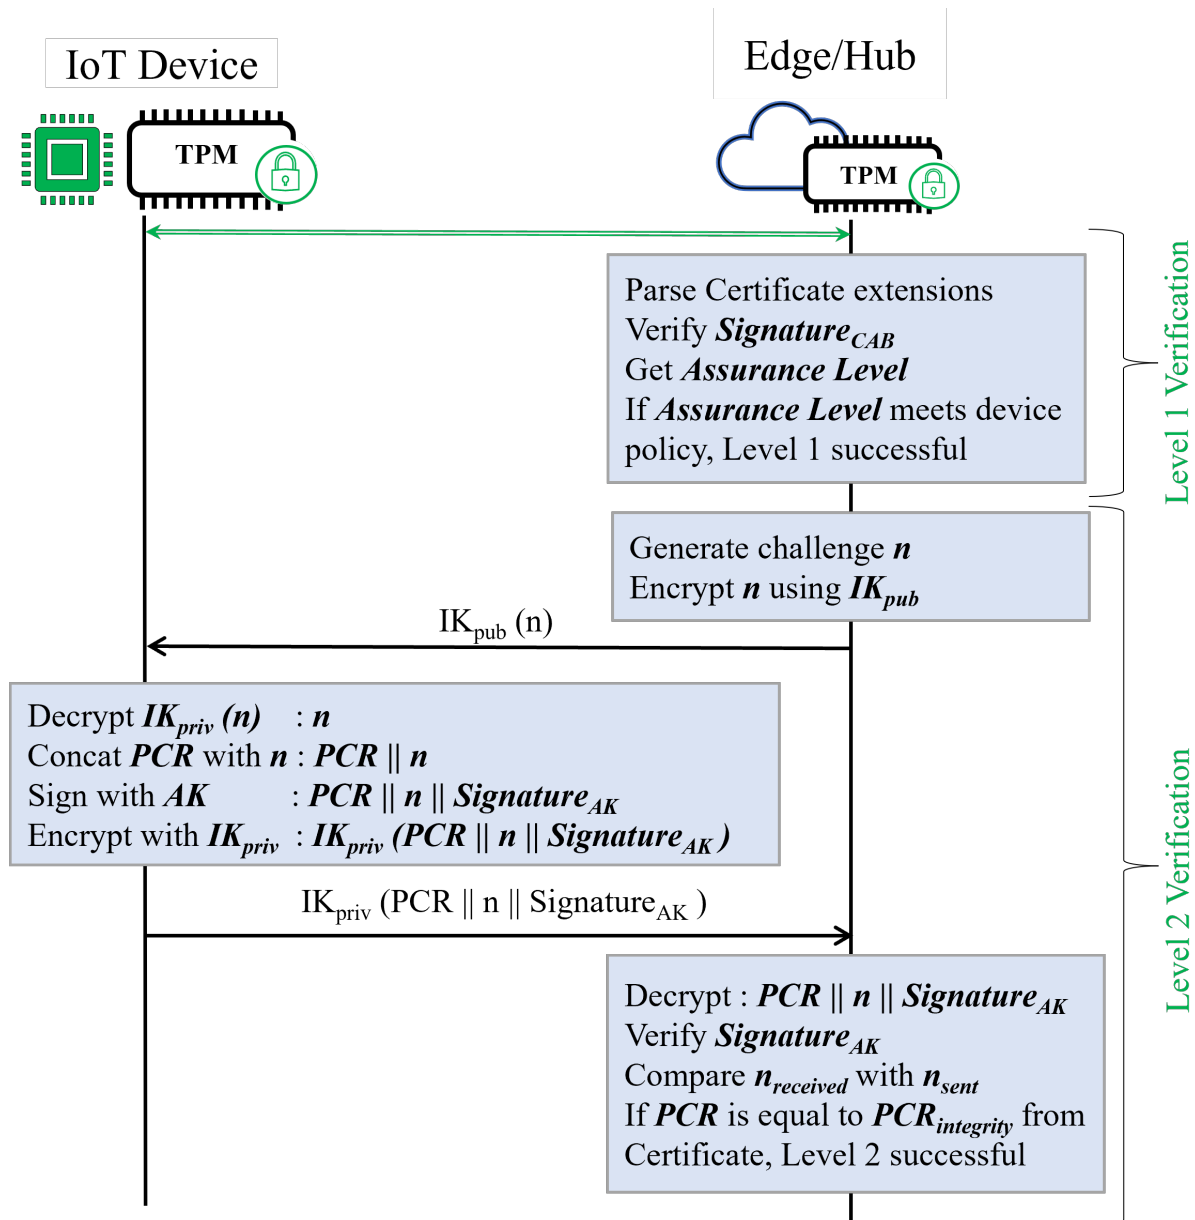 IoT Device
Edge/Hub
TPM
TPM
Parse Certificate extensions
Verify Signature_CAB
Get Assurance Level
If Assurance Level meets device
policy, Level 1 successful
Level 1 Verification
Generate challenge n
Encrypt n using IK_pub
IK_pub (n)
Decrypt IK_priv (n) : n
Concat PCR with n : PCR || n
Sign with AK : PCR || n || Signature_AK
Encrypt with IK_priv : IK_priv (PCR || n || Signature_AK )
IK_priv (PCR || n || Signature_AK )
Decrypt : PCR || n || Signature_AK
Verify Signature_AK
Compare n_received with n_sent
If PCR is equal to PCR_integrity from
Certificate, Level 2 successful
Level 2 Verification